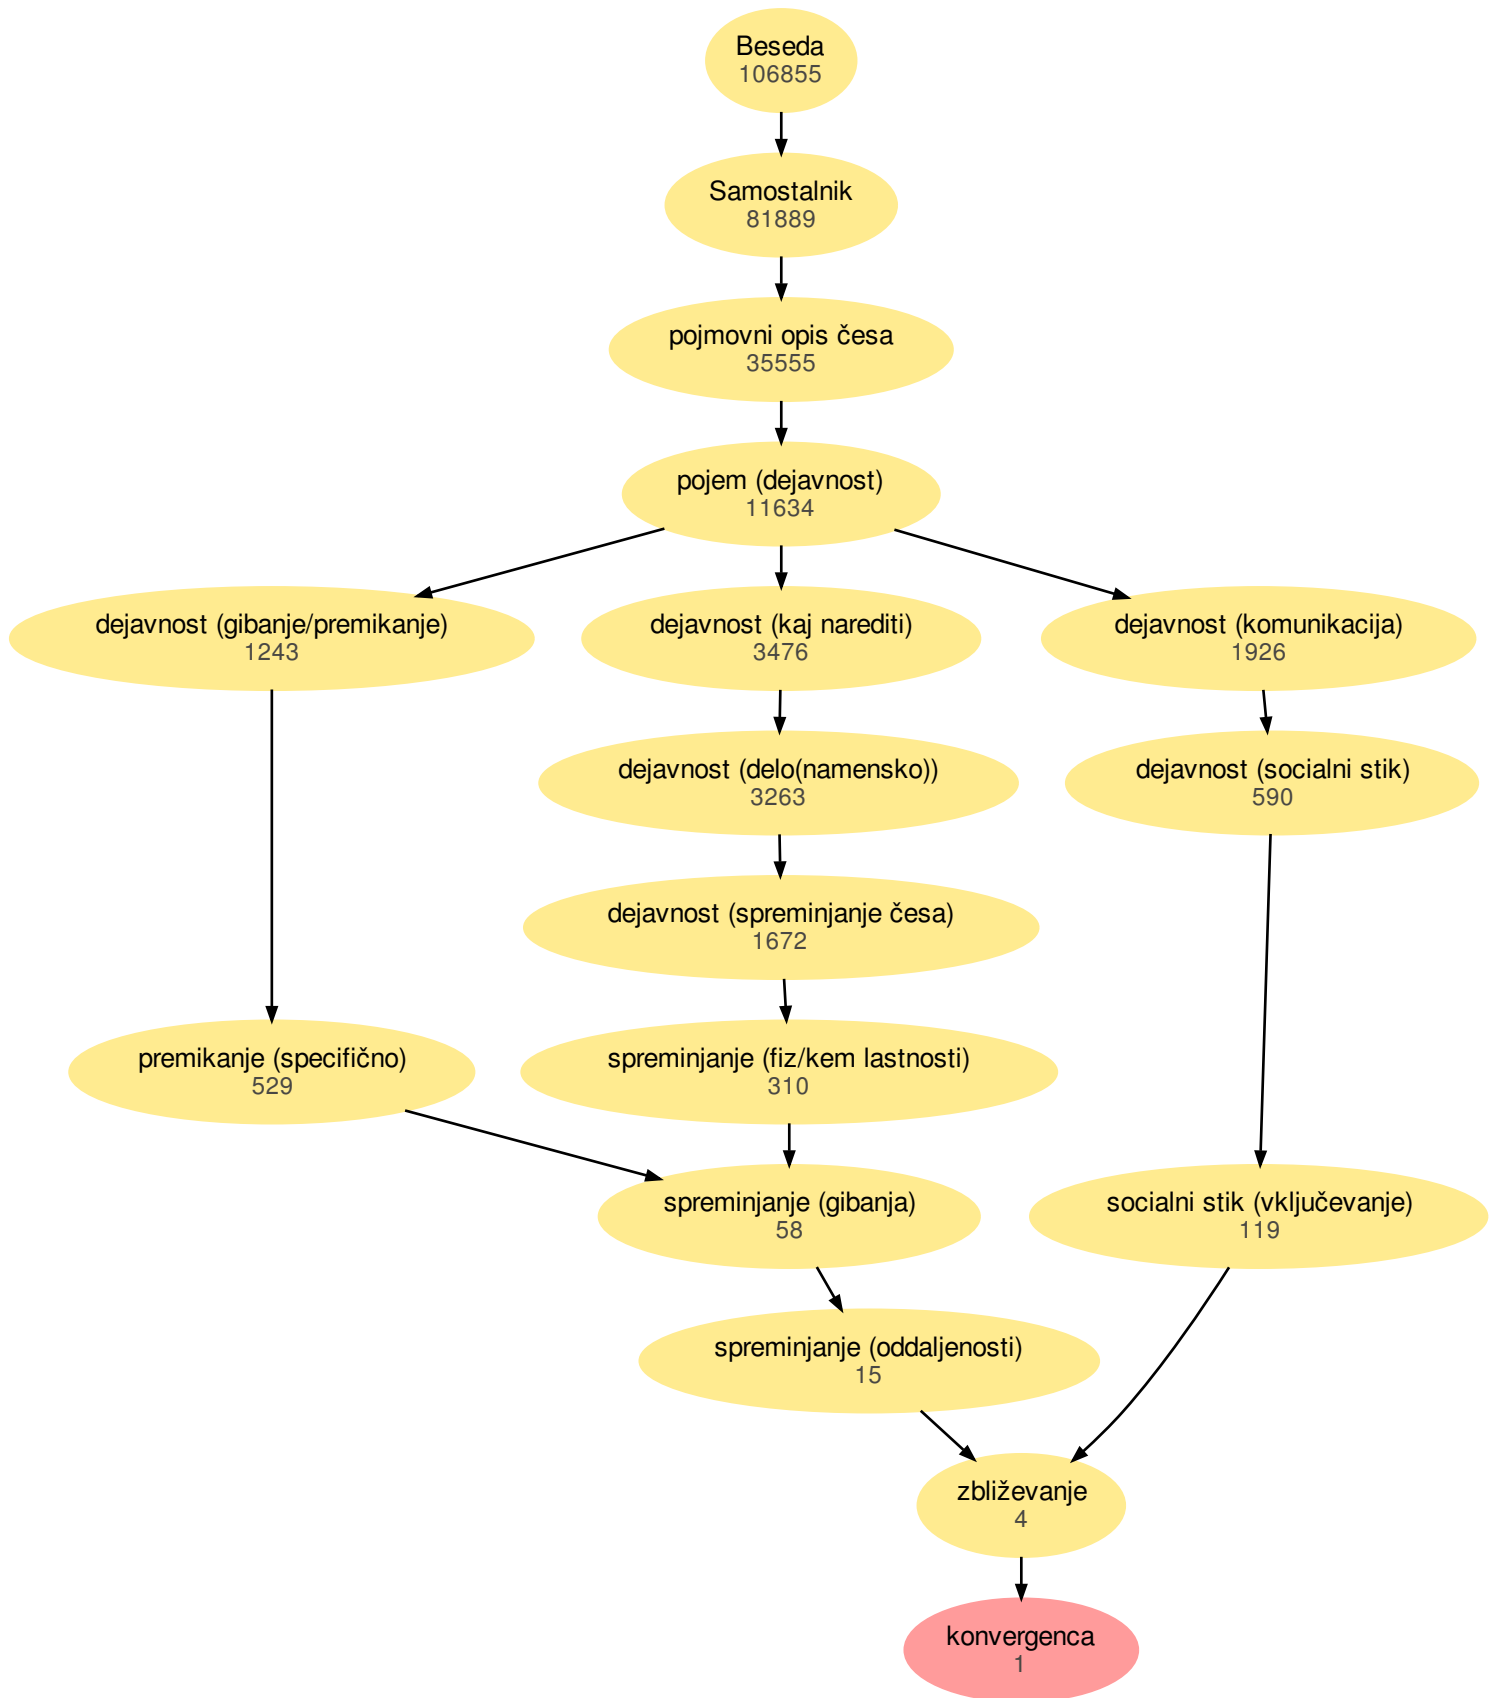 Beseda
106855
Samostalnik
81889
pojmovni opis česa
35555
pojem (dejavnost)
11634
dejavnost (gibanje/premikanje)
1243
dejavnost (kaj narediti)
3476
dejavnost (komunikacija)
1926
dejavnost (delo(namensko))
3263
dejavnost (socialni stik)
590
dejavnost (spreminjanje česa)
1672
premikanje (specifično)
529
spreminjanje (fiz/kem lastnosti)
310
spreminjanje (gibanja)
58
socialni stik (vključevanje)
119
spreminjanje (oddaljenosti)
15
zbliževanje
4
konvergenca
1